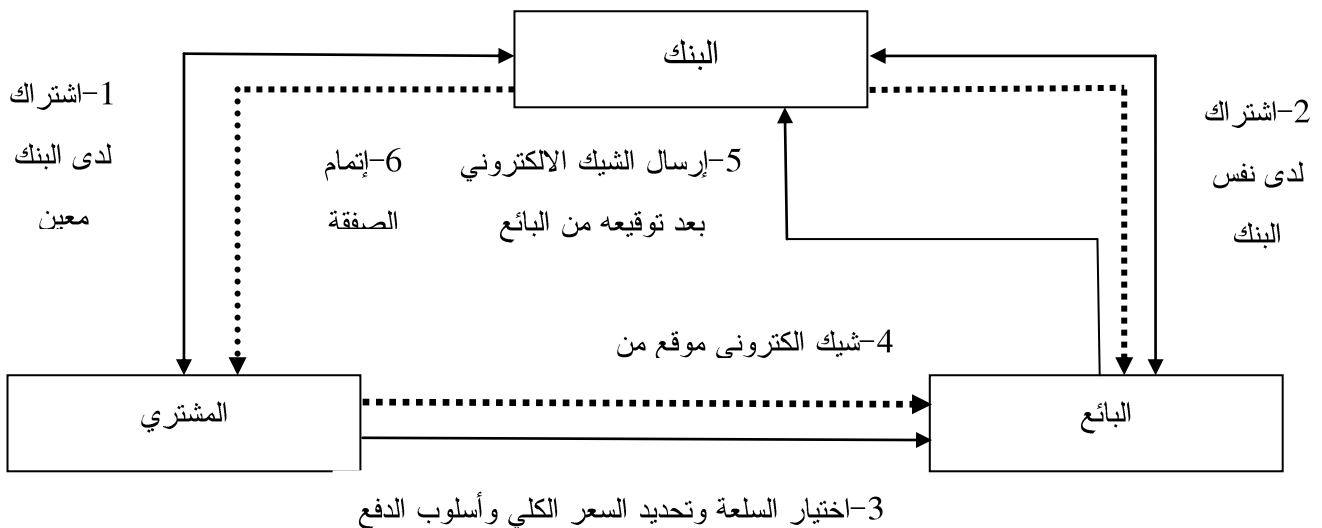 البنك
1-اشتراك
لدى البنك
معين
2-اشتراك
لدى نفس
البنك
6-إتمام
الصفقة
5-إرسال الشيك الالكتروني
بعد توقيعه من البائع
4-شيك الكتروني موقع من
المشتري
البائع
3-اختيار السلعة وتحديد السعر الكلي وأسلوب الدفع